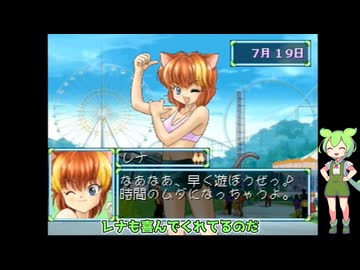 7月19日
レナ
なあなあ、早く遊ぼうぜっ♪
時間のムダになっちゃうよ。
レナも喜んでくれてるのだ